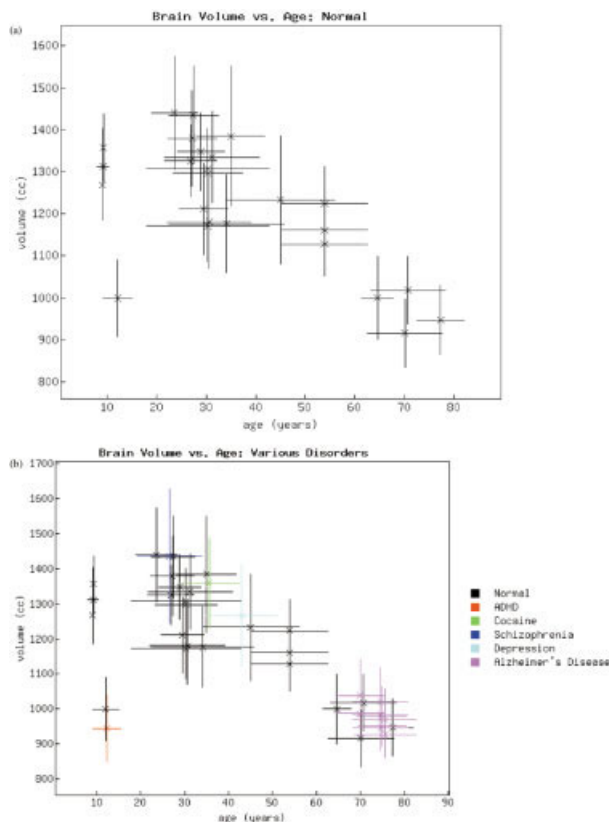 Brain Volume vs. Age: Normal
(a)
1600
1500
1400
1300
1200
1100
1000
900
800
volume (cc)
10 20 30 40 50 60 70 80
age (years)
Brain Volume vs. Age: Various Disorders
(b)
1700
1600
1500
1400
1300
1200
1100
1000
900
800
volume (cc)
10 20 30 40 50 60 70 80 90
age (years)
Normal
ADHD
Cocaine
Schizophrenia
Depression
Alzheimer's Disease